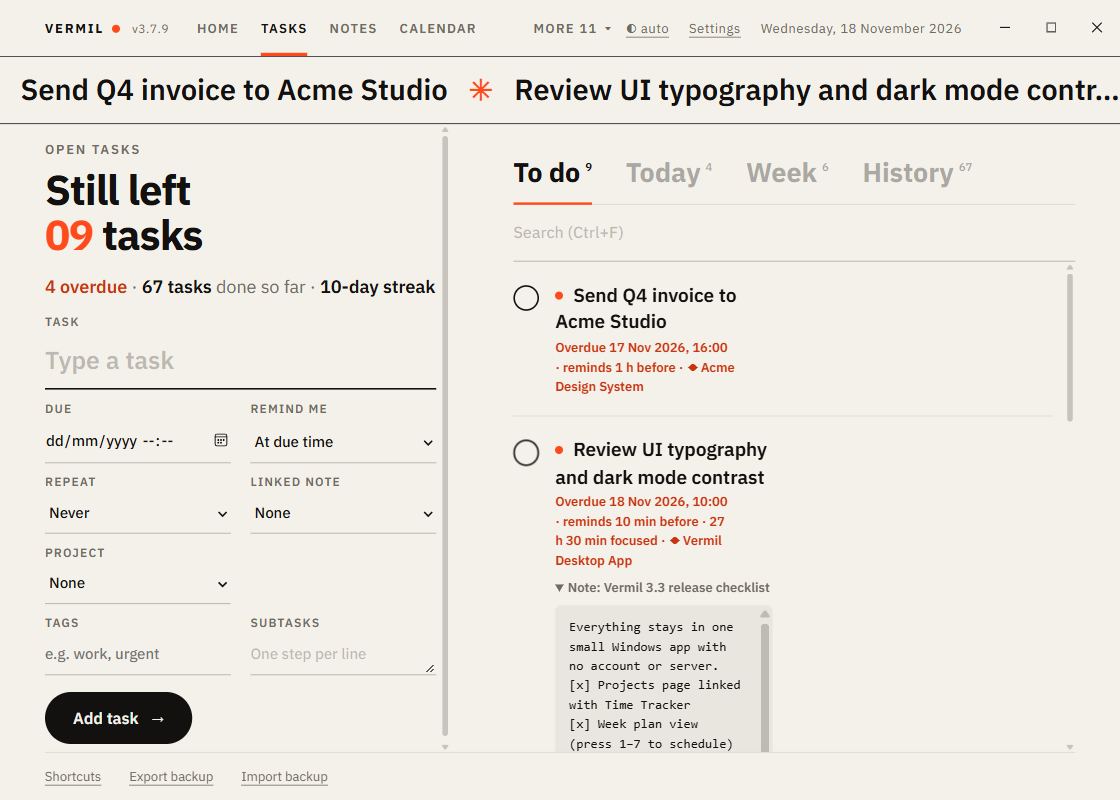 VERMIL v3.7.9 HOME TASKS NOTES CALENDAR MORE 11 auto Settings Wednesday, 18 November 2026
Send Q4 invoice to Acme Studio ✳ Review UI typography and dark mode contr...
OPEN TASKS
Still left
09 tasks
4 overdue · 67 tasks done so far · 10-day streak
TASK
Type a task
DUE REMIND ME
dd/mm/yyyy --:-- At due time
REPEAT LINKED NOTE
Never None
PROJECT
None
TAGS SUBTASKS
e.g. work, urgent One step per line
Add task →
To do 9 Today 4 Week 6 History 67
Search (Ctrl+F)
Send Q4 invoice to
Acme Studio
Overdue 17 Nov 2026, 16:00
· reminds 1 h before · Acme
Design System
Review UI typography
and dark mode contrast
Overdue 18 Nov 2026, 10:00
· reminds 10 min before · 27
h 30 min focused · Vermil
Desktop App
▼ Note: Vermil 3.3 release checklist
Everything stays in one
small Windows app with
no account or server.
[x] Projects page linked
with Time Tracker
[x] Week plan view
(press 1–7 to schedule)
Shortcuts Export backup Import backup